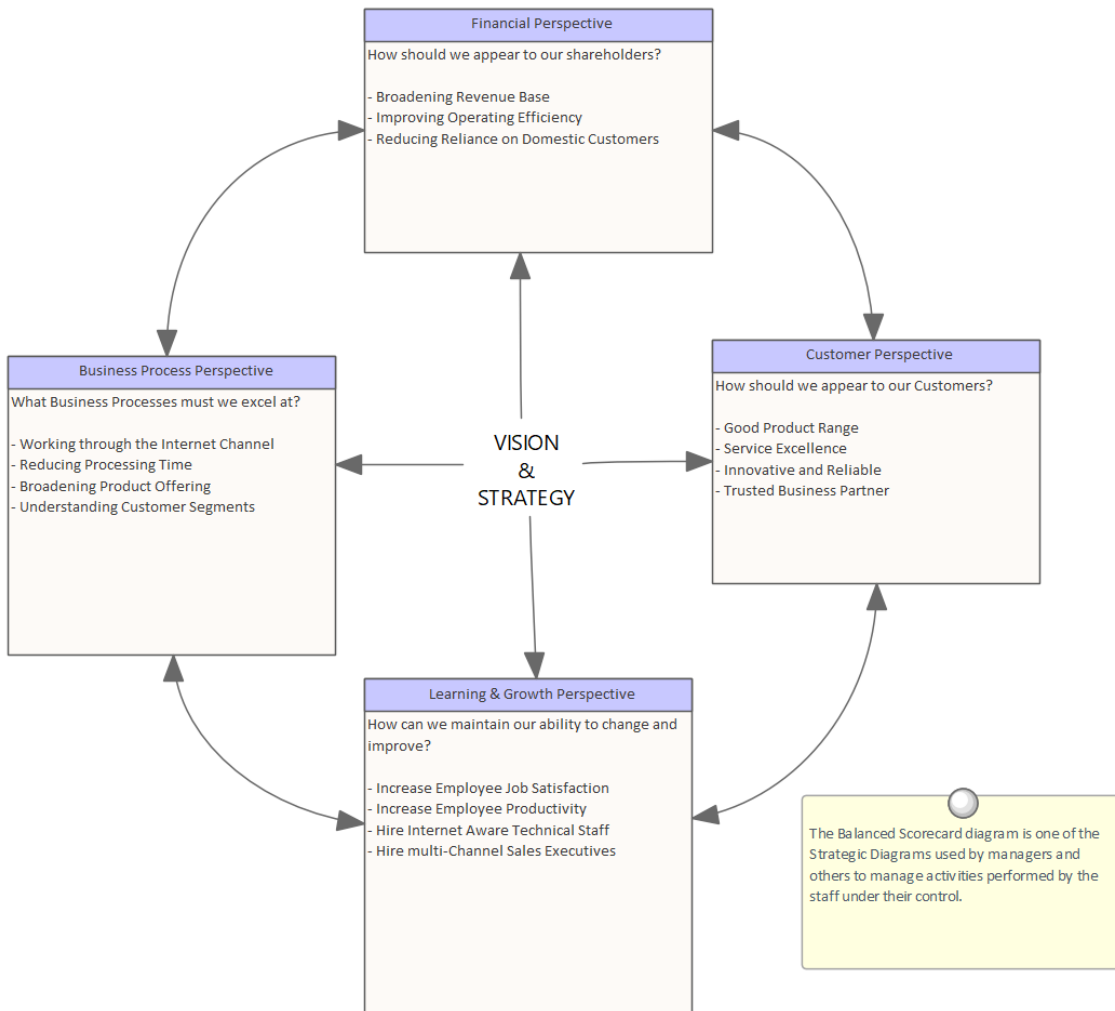 Financial Perspective
How should we appear to our shareholders?
- Broadening Revenue Base
- Improving Operating Efficiency
- Reducing Reliance on Domestic Customers
Business Process Perspective
What Business Processes must we excel at?
- Working through the Internet Channel
- Reducing Processing Time
- Broadening Product Offering
- Understanding Customer Segments
VISION
&
STRATEGY
Customer Perspective
How should we appear to our Customers?
- Good Product Range
- Service Excellence
- Innovative and Reliable
- Trusted Business Partner
Learning & Growth Perspective
How can we maintain our ability to change and
improve?
- Increase Employee Job Satisfaction
- Increase Employee Productivity
- Hire Internet Aware Technical Staff
- Hire multi-Channel Sales Executives
The Balanced Scorecard diagram is one of the
Strategic Diagrams used by managers and
others to manage activities performed by the
staff under their control.